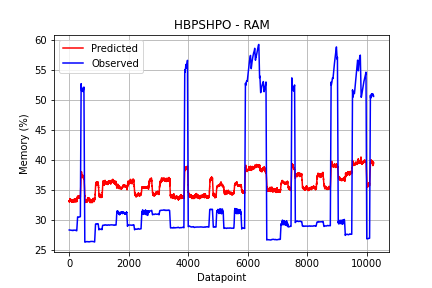 HBPSHPO - RAM
Predicted
Observed
Memory (%)
60
55
50
45
40
35
30
25
0
2000
4000
6000
8000
10000
Datapoint